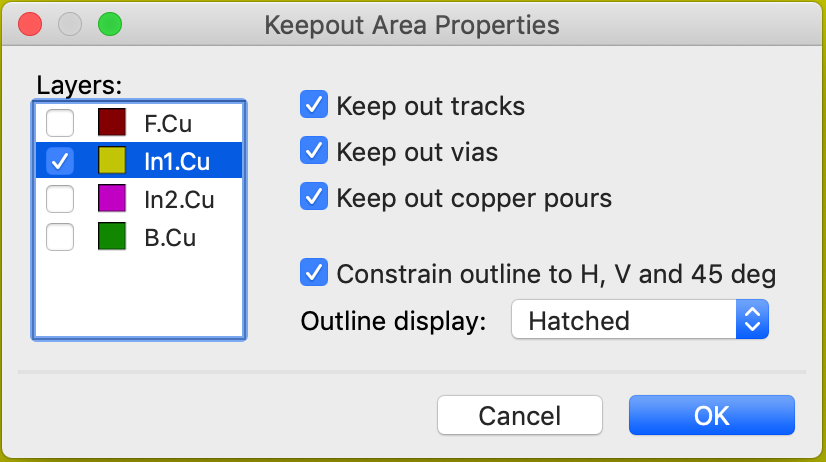 Keepout Area Properties
Layers:
F.Cu
In1.Cu
In2.Cu
B.Cu
Keep out tracks
Keep out vias
Keep out copper pours
Constrain outline to H, V and 45 deg
Outline display: Hatched
Cancel OK